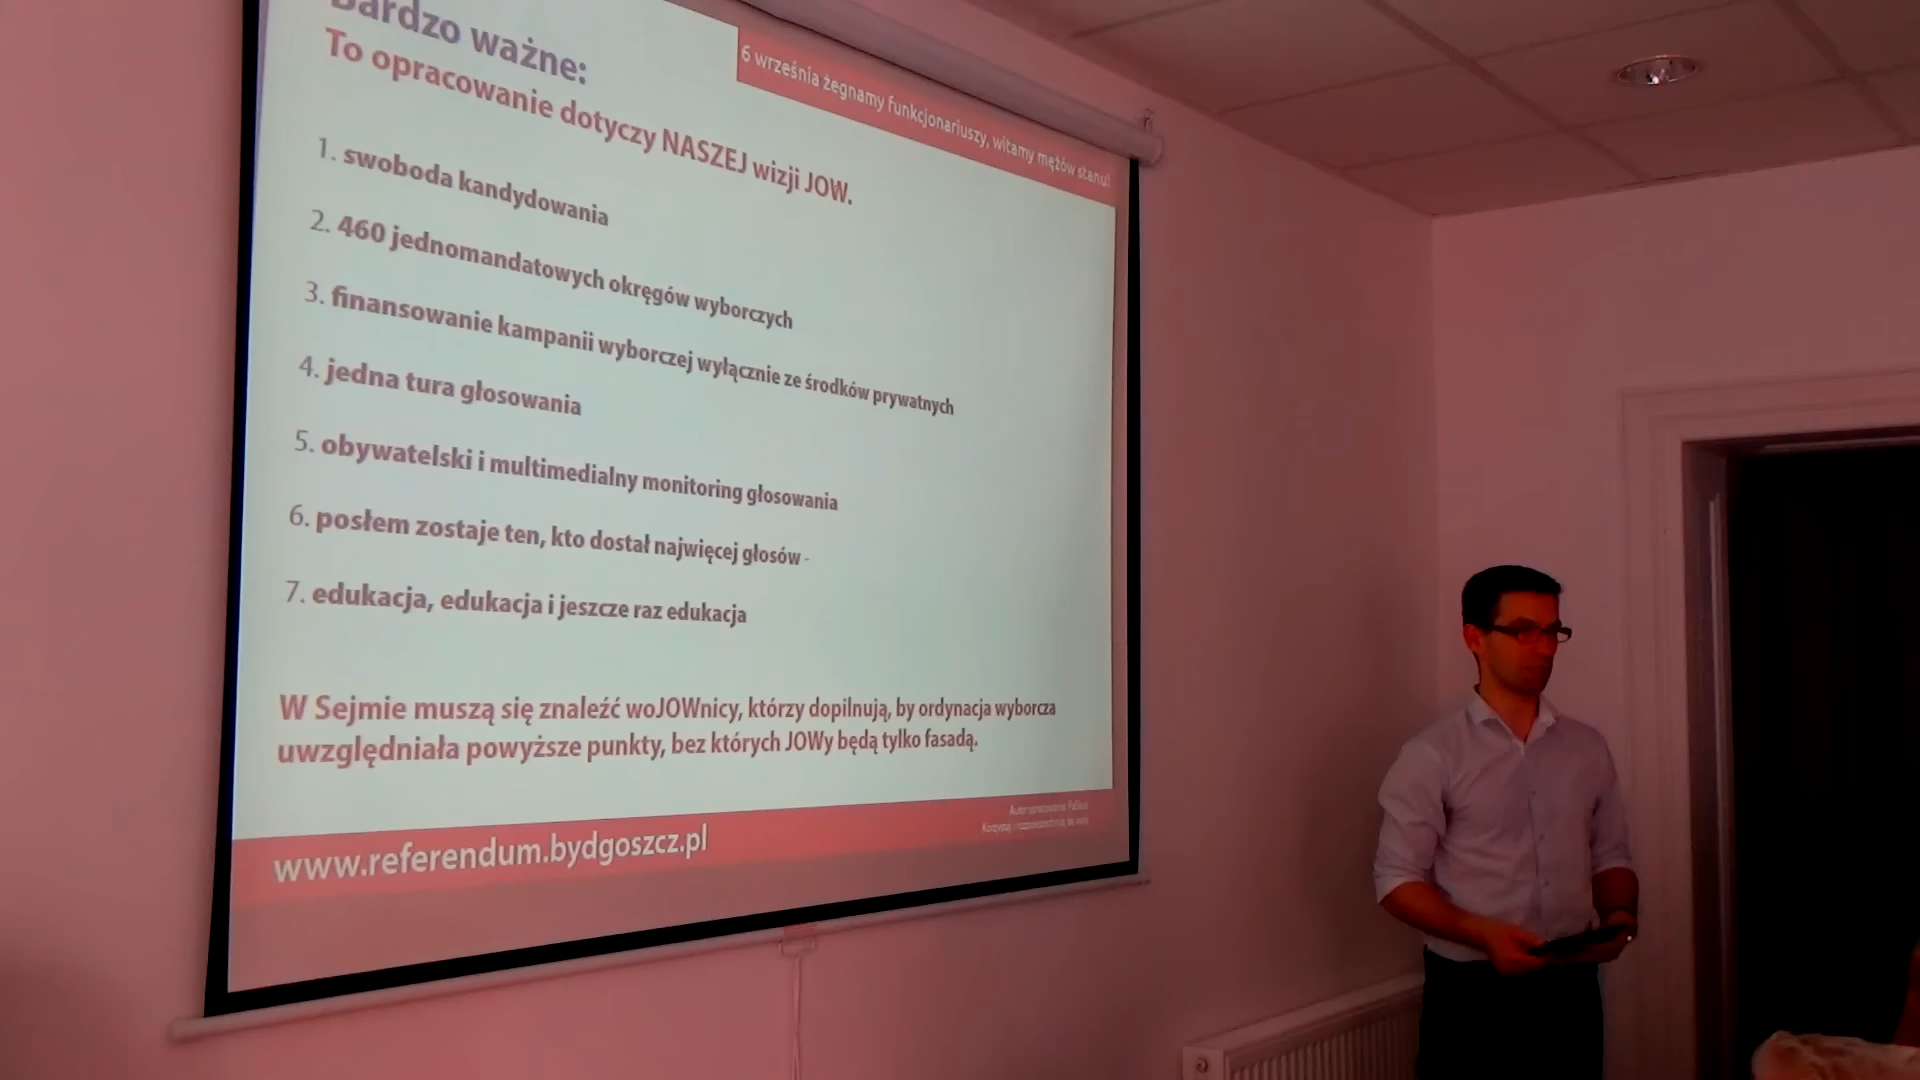 Bardzo ważne:
6 września żegnamy funkcjonariuszy, witamy mężów stanu!
To opracowanie dotyczy NASZEJ wizji JOW.
1. swoboda kandydowania
2. 460 jednomandatowych okręgów wyborczych
3. finansowanie kampanii wyborczej wyłącznie ze środków prywatnych
4. jedna tura głosowania
5. obywatelski i multimedialny monitoring głosowania
6. posłem zostaje ten, kto dostał najwięcej głosów -
7. edukacja, edukacja i jeszcze raz edukacja
W Sejmie muszą się znaleźć woJOWnicy, którzy dopilnują, by ordynacja wyborcza
uwzględniała powyższe punkty, bez których JOWy będą tylko fasadą.
www.referendum.bydgoszcz.pl